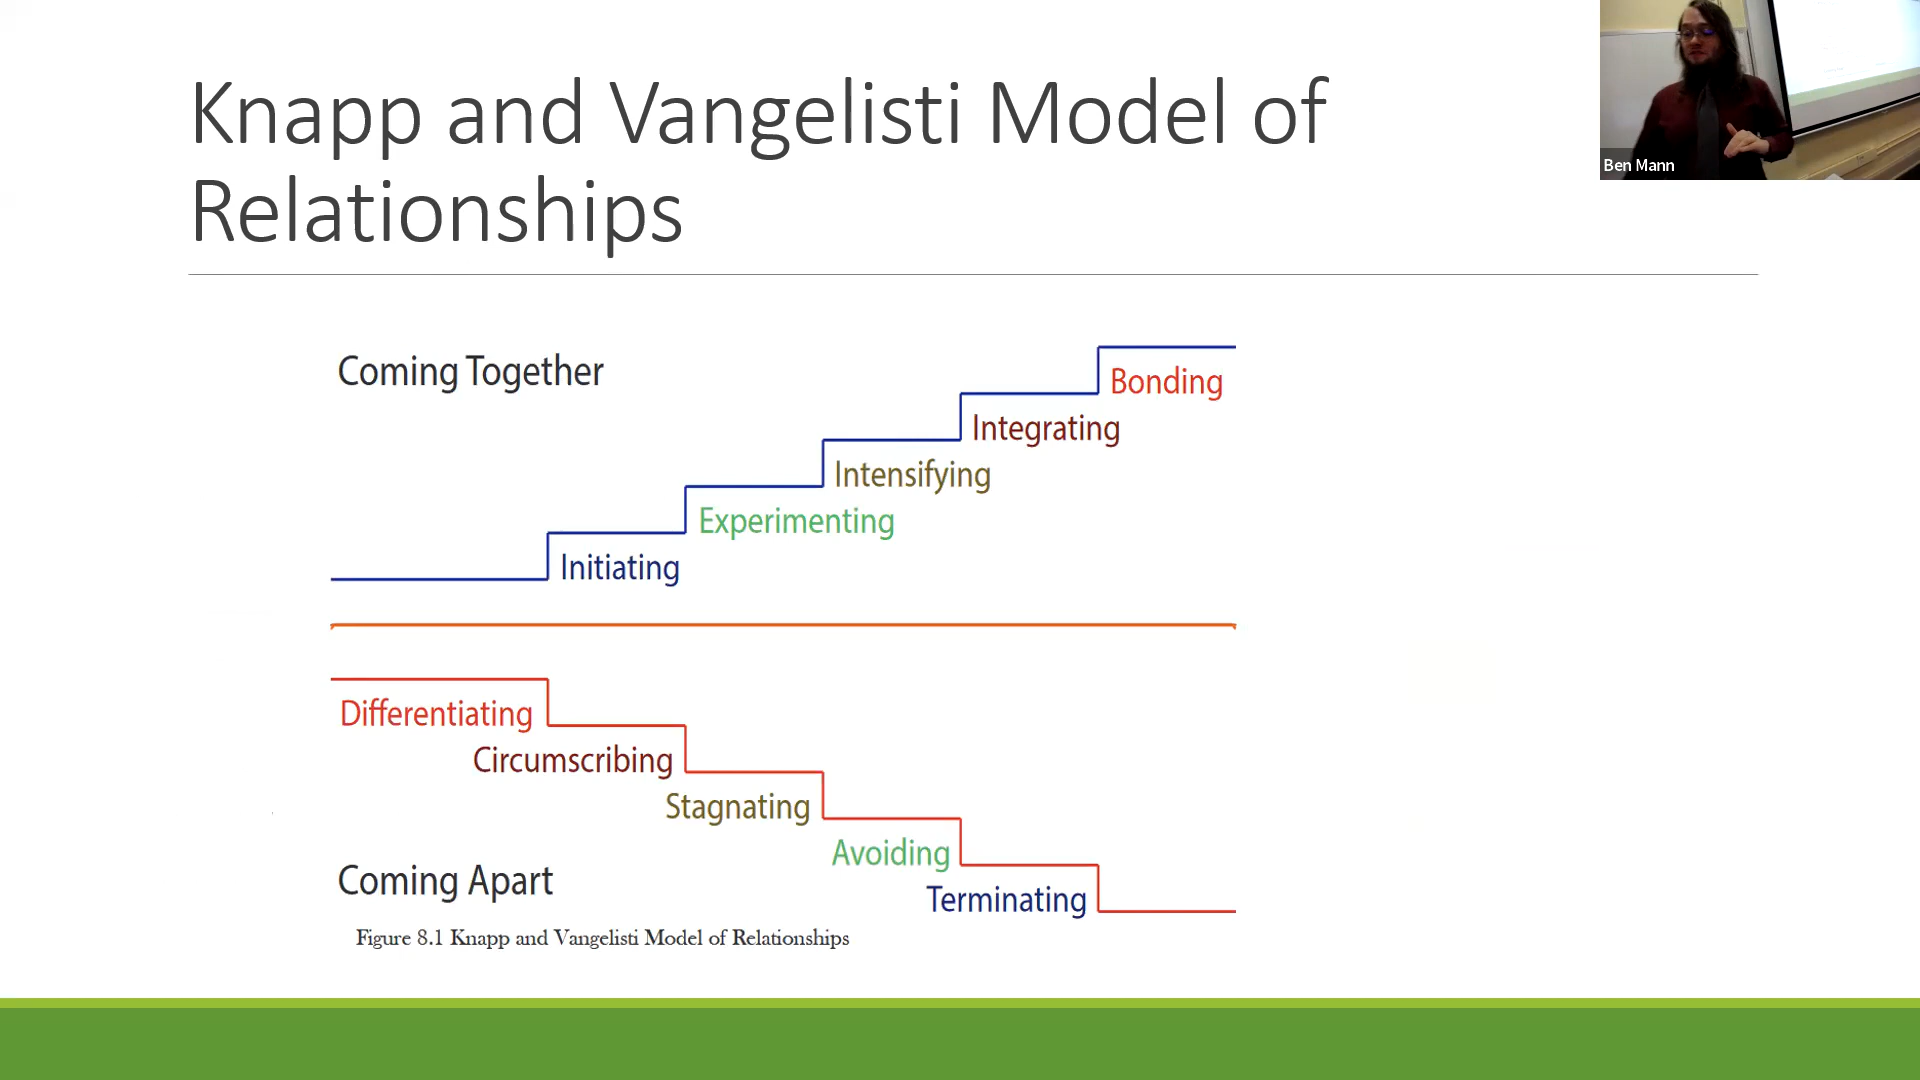 Knapp and Vangelisti Model of
Relationships
Ben Mann
Coming Together
Bonding
Integrating
Intensifying
Experimenting
Initiating
Differentiating
Circumscribing
Stagnating
Avoiding
Coming Apart
Terminating
Figure 8.1 Knapp and Vangelisti Model of Relationships